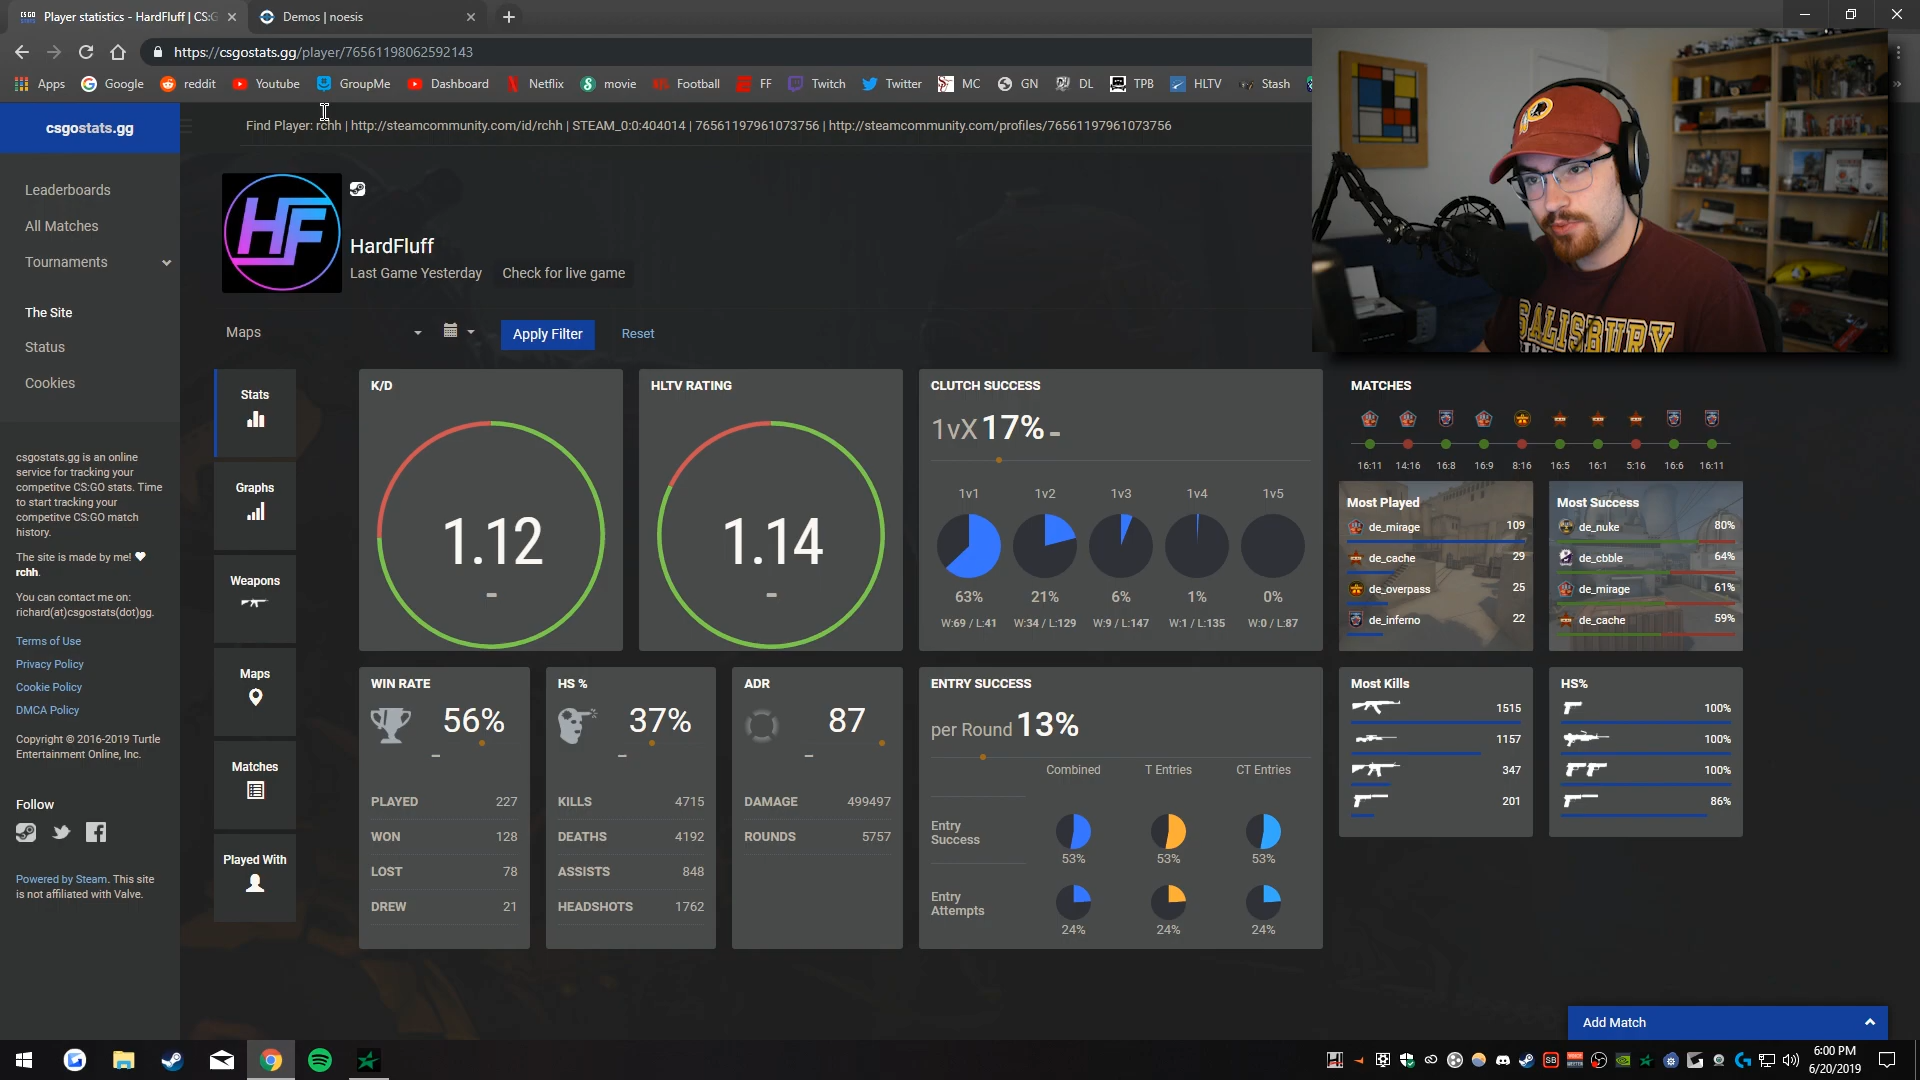 Player statistics - HardFluff | CS:G
Demos | noesis
https://csgostats.gg/player/76561198062592143
Apps Google reddit Youtube GroupMe Dashboard Netflix movie Football FF Twitch Twitter MC GN DL TPB HLTV Stash
csgostats.gg
Find Player: rchh | http://steamcommunity.com/id/rchh | STEAM_0:0:404014 | 76561197961073756 | http://steamcommunity.com/profiles/76561197961073756
Leaderboards
All Matches
Tournaments
The Site
Status
Cookies
csgostats.gg is an online
service for tracking your
competitve CS:GO stats. Time
to start tracking your
competitve CS:GO match
history.
The site is made by me!
rchh.
You can contact me on:
richard(at)csgostats(dot)gg.
Terms of Use
Privacy Policy
Cookie Policy
DMCA Policy
Copyright © 2016-2019 Turtle
Entertainment Online, Inc.
Follow
Powered by Steam. This site
is not affiliated with Valve.
HF
HardFluff
Last Game Yesterday Check for live game
Maps
Apply Filter
Reset
Stats
Graphs
Weapons
Maps
Matches
Played With
K/D
1.12
-
HLTV RATING
1.14
-
CLUTCH SUCCESS
1vX 17% -
1v1 1v2 1v3 1v4 1v5
63% 21% 6% 1% 0%
W:69 / L:41 W:34 / L:129 W:9 / L:147 W:1 / L:135 W:0 / L:87
MATCHES
16:11 14:16 16:8 16:9 8:16 16:5 16:1 5:16 16:6 16:11
Most Played
de_mirage 109
de_cache 29
de_overpass 25
de_inferno 22
Most Success
de_nuke 80%
de_cbble 64%
de_mirage 61%
de_cache 59%
WIN RATE
56%
-
PLAYED 227
WON 128
LOST 78
DREW 21
HS %
37%
-
KILLS 4715
DEATHS 4192
ASSISTS 848
HEADSHOTS 1762
ADR
87
-
DAMAGE 499497
ROUNDS 5757
ENTRY SUCCESS
per Round 13%
Combined T Entries CT Entries
Entry
Success
53% 53% 53%
Entry
Attempts
24% 24% 24%
Most Kills
1515
1157
347
201
HS%
100%
100%
100%
86%
SALISBURY
Add Match
6:00 PM
6/20/2019